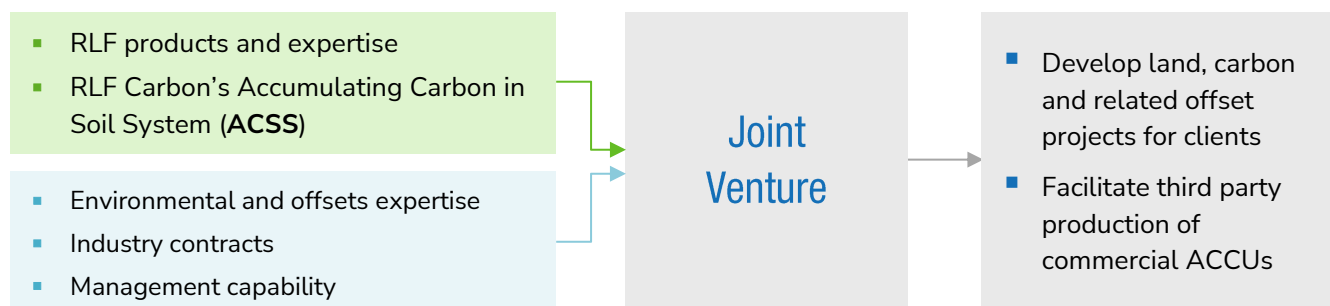 RLF products and expertise
RLF Carbon's Accumulating Carbon in
Soil System (ACSS)
Environmental and offsets expertise
Industry contracts
Management capability
Joint
Venture
Develop land, carbon
and related offset
projects for clients
Facilitate third party
production of
commercial ACCUs